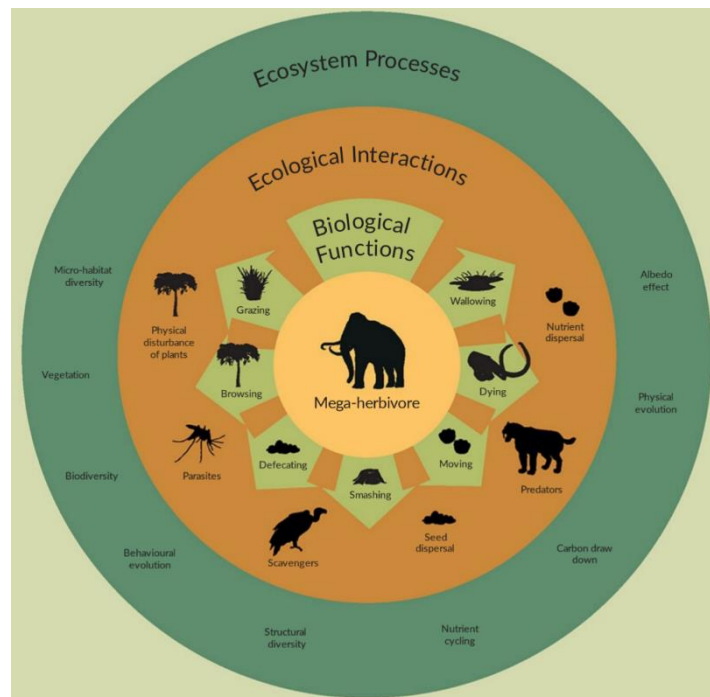 Ecosystem Processes
Ecological Interactions
Biological
Functions
Micro-habitat
diversity
Albedo
effect
Grazing
Wallowing
Physical
disturbance
of plants
Nutrient
dispersal
Vegetation
Browsing
Mega-herbivore
Dying
Physical
evolution
Biodiversity
Parasites
Defecating
Smashing
Moving
Predators
Behavioural
evolution
Scavengers
Seed
dispersal
Carbon draw
down
Structural
diversity
Nutrient
cycling